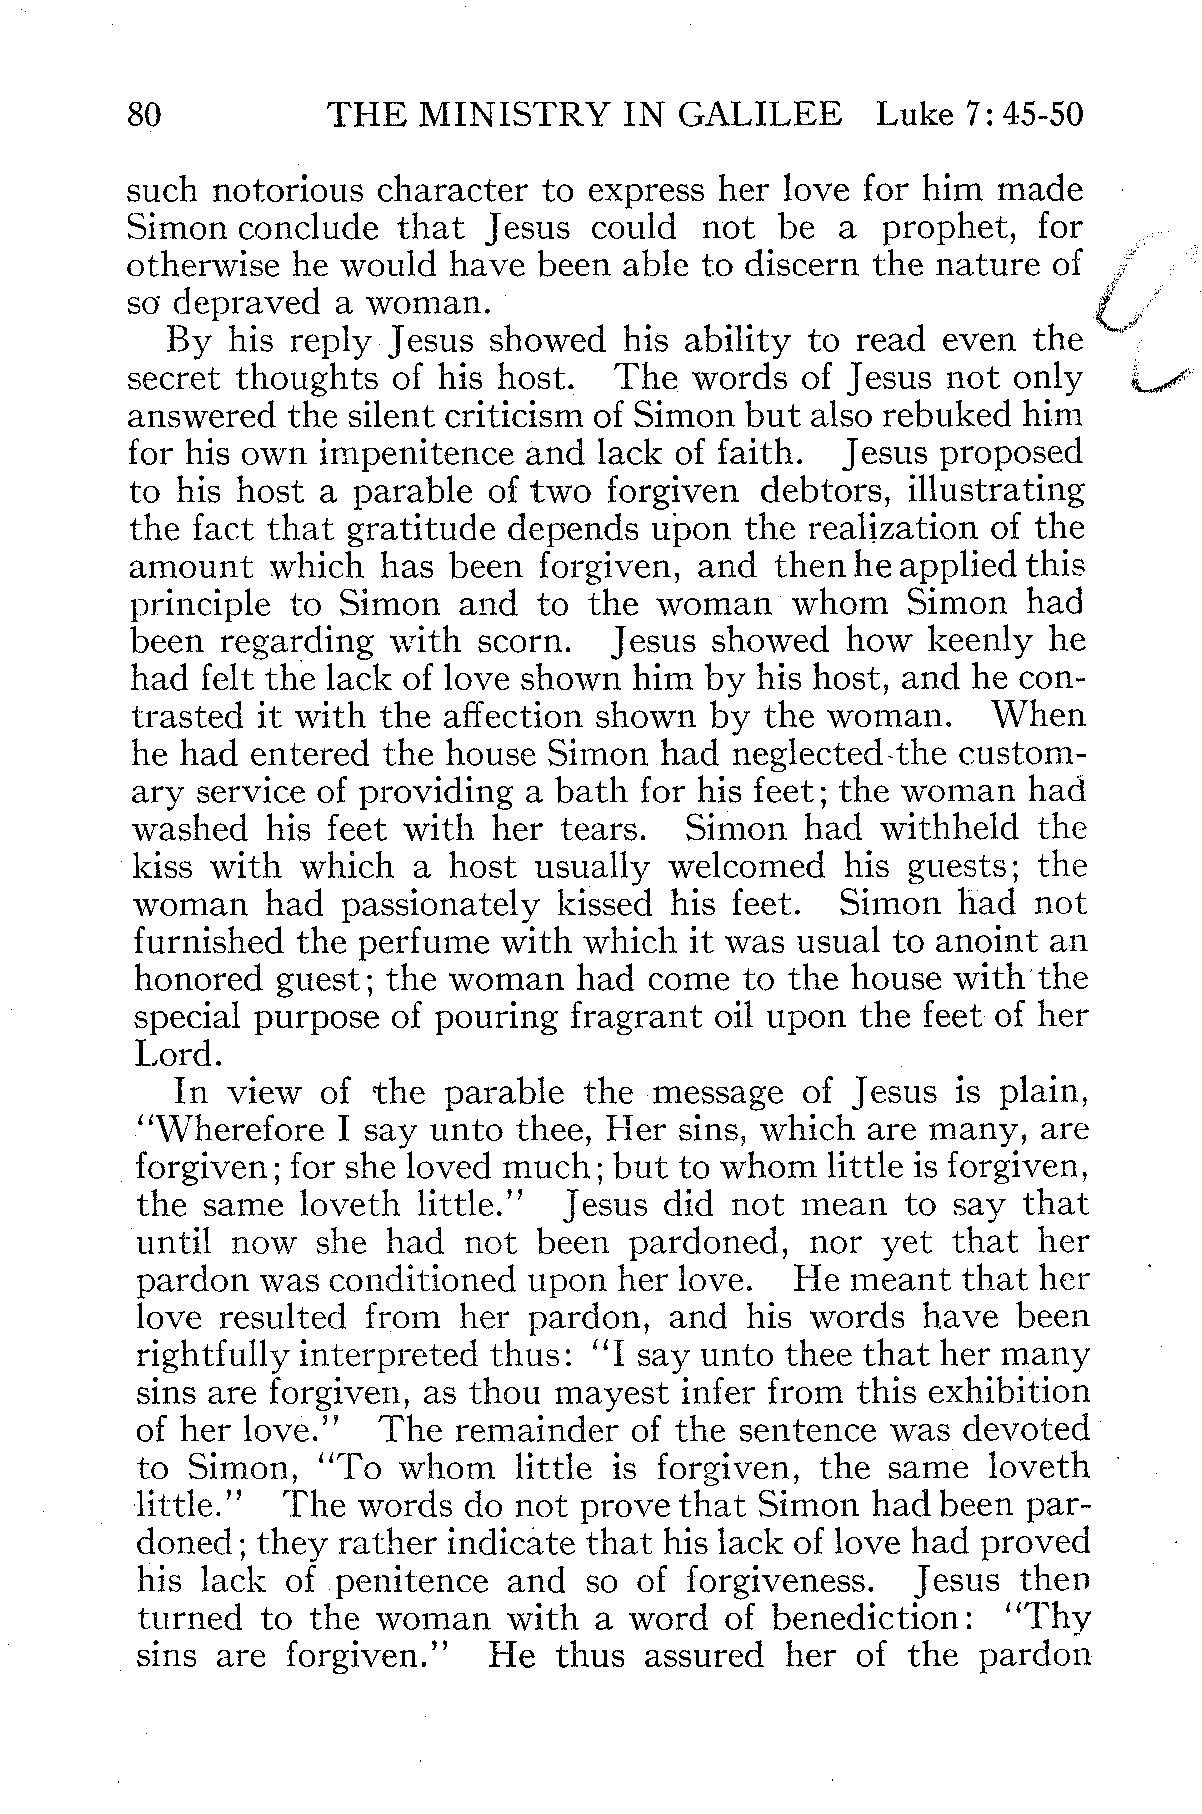 80 THE MINISTRY IN GALILEE Luke 7: 45-50
such notorious character to express her love for him made
Simon conclude that Jesus could not be a prophet, for
otherwise he would have been able to discern the nature of
so depraved a woman.
By his reply Jesus showed his ability to read even the
secret thoughts of his host. The words of Jesus not only
answered the silent criticism of Simon but also rebuked him
for his own impenitence and lack of faith. Jesus proposed
to his host a parable of two forgiven debtors, illustrating
the fact that gratitude depends upon the realization of the
amount which has been forgiven, and then he applied this
principle to Simon and to the woman whom Simon had
been regarding with scorn. Jesus showed how keenly he
had felt the lack of love shown him by his host, and he con-
trasted it with the affection shown by the woman. When
he had entered the house Simon had neglected the custom-
ary service of providing a bath for his feet; the woman had
washed his feet with her tears. Simon had withheld the
kiss with which a host usually welcomed his guests; the
woman had passionately kissed his feet. Simon had not
furnished the perfume with which it was usual to anoint an
honored guest; the woman had come to the house with the
special purpose of pouring fragrant oil upon the feet of her
Lord.
In view of the parable the message of Jesus is plain,
"Wherefore I say unto thee, Her sins, which are many, are
forgiven; for she loved much; but to whom little is forgiven,
the same loveth little." Jesus did not mean to say that
until now she had not been pardoned, nor yet that her
pardon was conditioned upon her love. He meant that her
love resulted from her pardon, and his words have been
rightfully interpreted thus: "I say unto thee that her many
sins are forgiven, as thou mayest infer from this exhibition
of her love." The remainder of the sentence was devoted
to Simon, "To whom little is forgiven, the same loveth
little." The words do not prove that Simon had been par-
doned; they rather indicate that his lack of love had proved
his lack of penitence and so of forgiveness. Jesus then
turned to the woman with a word of benediction: "Thy
sins are forgiven." He thus assured her of the pardon